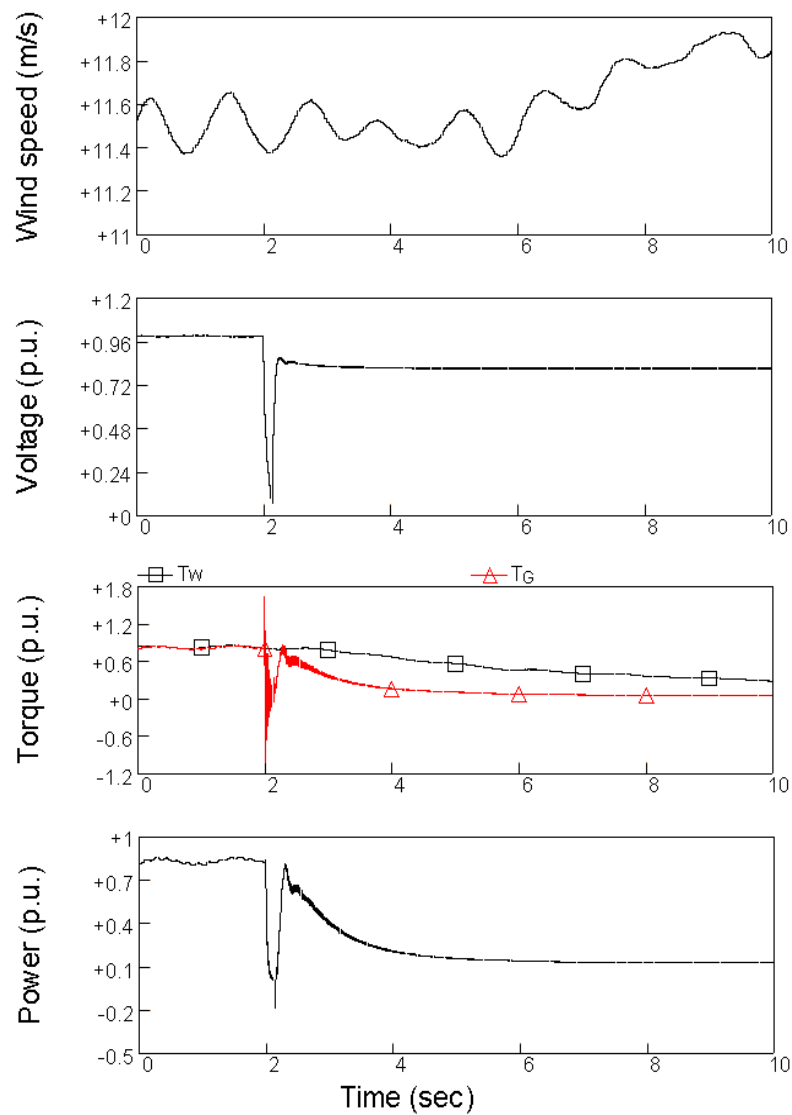 Wind speed (m/s)
+12
+11.8
+11.6
+11.4
+11.2
+11
0 2 4 6 8 10
Voltage (p.u.)
+1.2
+0.96
+0.72
+0.48
+0.24
+0
0 2 4 6 8 10
Torque (p.u.)
Tw TG
+1.8
+1.2
+0.6
+0
-0.6
-1.2
0 2 4 6 8 10
Power (p.u.)
+1
+0.7
+0.4
+0.1
-0.2
-0.5
0 2 4 6 8 10
Time (sec)